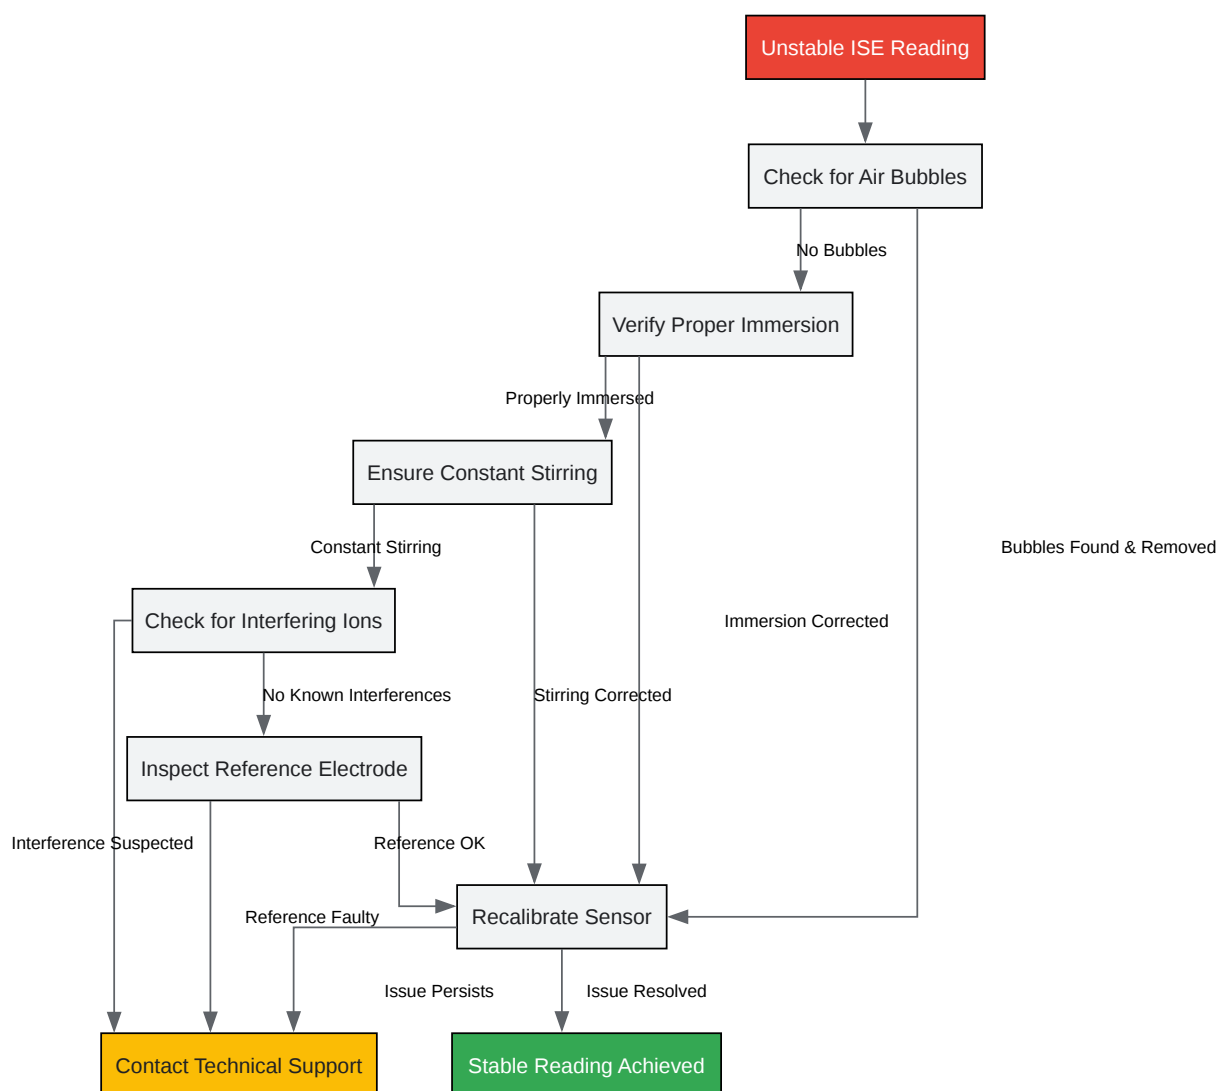 Unstable ISE Reading
Check for Air Bubbles
No Bubbles
Verify Proper Immersion
Properly Immersed
Ensure Constant Stirring
Constant Stirring
Bubbles Found & Removed
Check for Interfering Ions
Immersion Corrected
No Known Interferences
Stirring Corrected
Inspect Reference Electrode
Interference Suspected
Reference OK
Reference Faulty
Recalibrate Sensor
Issue Persists
Issue Resolved
Contact Technical Support
Stable Reading Achieved